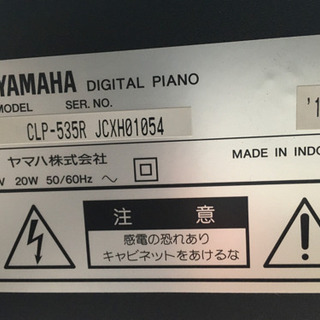 YAMAHA DIGITAL PIANO
MODEL SER. NO.
'1
CLP-535R JCXH01054
ヤマハ株式会社
MADE IN INDO
V 20W 50/60Hz ～
注 意
感電の恐れあり
キャビネットをあけるな